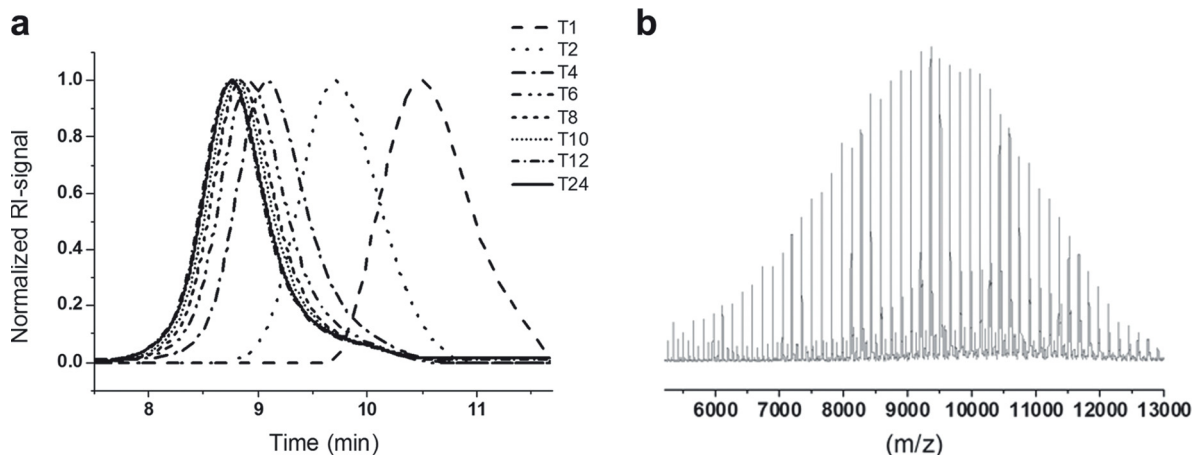 a
T1
T2
T4
T6
T8
T10
T12
T24
Normalized RI-signal
1.0
0.8
0.6
0.4
0.2
0.0
8
9
10
11
Time (min)
b
6000 7000 8000 9000 10000 11000 12000 13000
(m/z)